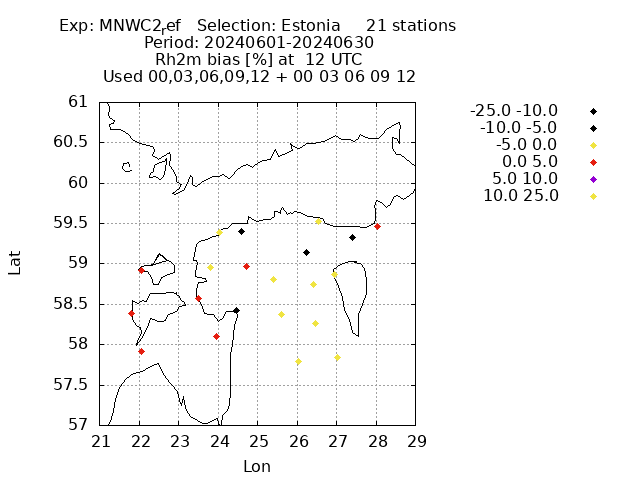 Exp: MNWC2ref   Selection: Estonia     21 stations
Period: 20240601-20240630
Rh2m bias [%] at  12 UTC
Used 00,03,06,09,12 + 00 03 06 09 12
-25.0 -10.0
-10.0 -5.0
-5.0 0.0
0.0 5.0
5.0 10.0
10.0 25.0
61
60.5
60
59.5
59
58.5
58
57.5
57
Lat
21 22 23 24 25 26 27 28 29
Lon